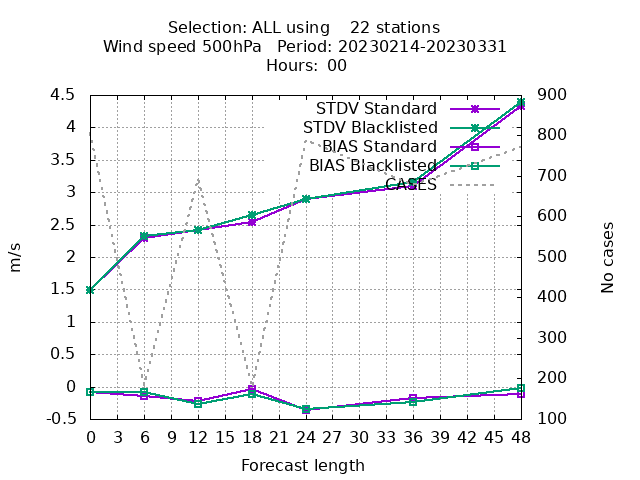 Selection: ALL using 22 stations
Wind speed 500hPa Period: 20230214-20230331
Hours: 00
STDV Standard
STDV Blacklisted
BIAS Standard
BIAS Blacklisted
CASES
4.5
4
3.5
3
2.5
2
1.5
1
0.5
0
-0.5
m/s
900
800
700
600
500
400
300
200
100
No cases
0 3 6 9 12 15 18 21 24 27 30 33 36 39 42 45 48
Forecast length